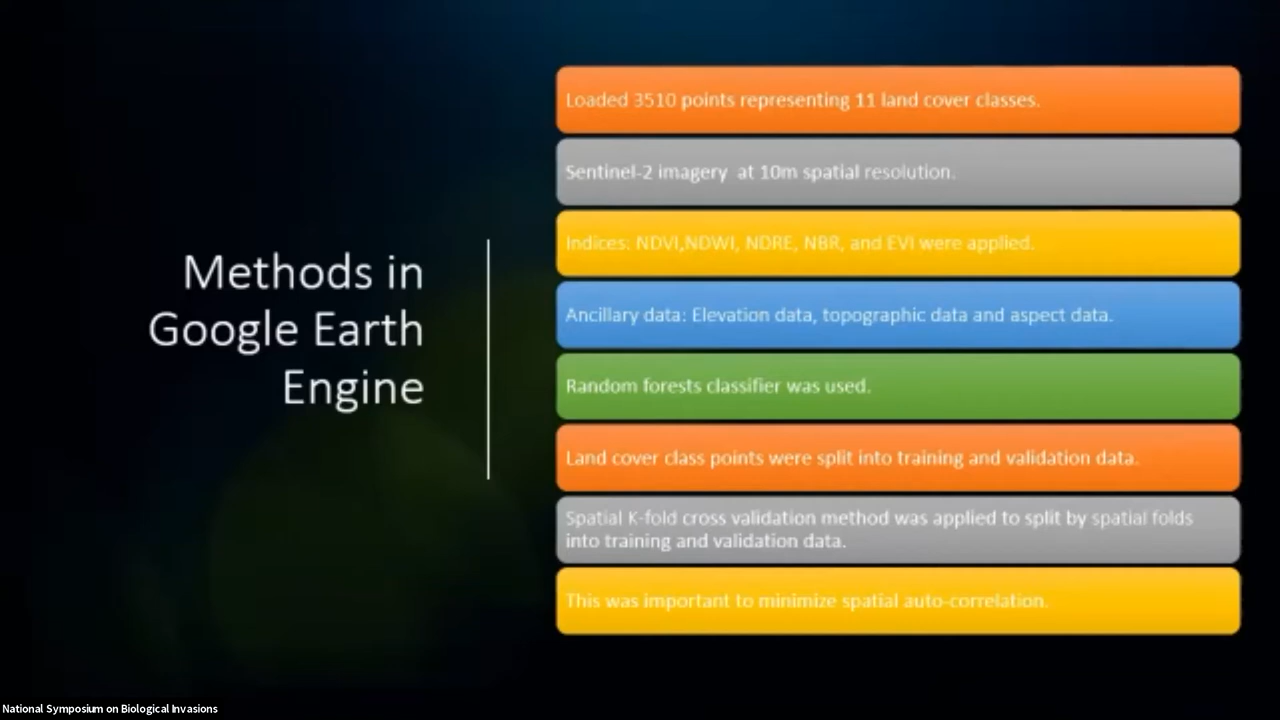 Methods in
Google Earth
Engine
Loaded 3510 points representing 11 land cover classes.
Sentinel-2 imagery  at 10m spatial resolution.
Indices: NDVI,NDWI, NDRE, NBR, and EVI were applied.
Ancillary data: Elevation data, topographic data and aspect data.
Random forests classifier was used.
Land cover class points were split into training and validation data.
Spatial K-fold cross validation method was applied to split by spatial folds
into training and validation data.
This was important to minimize spatial auto-correlation.
National Symposium on Biological Invasions